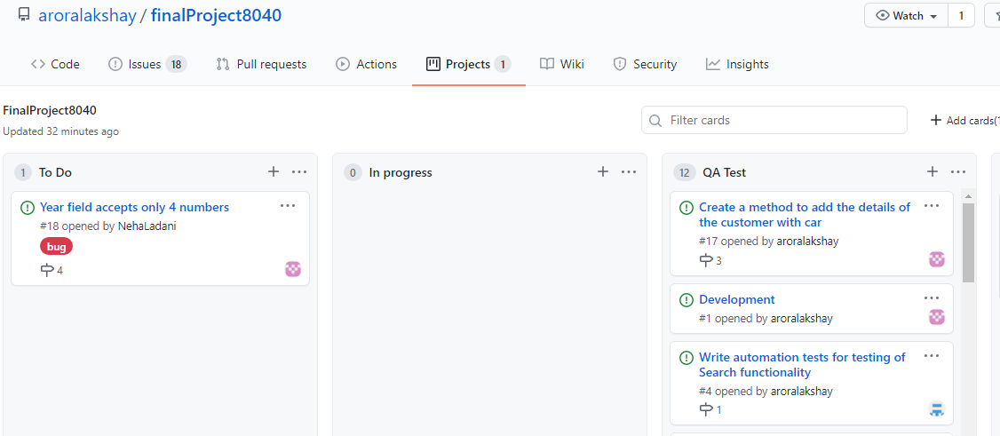 aroralakshay / finalProject8040
Watch 1
Code
Issues 18
Pull requests
Actions
Projects 1
Wiki
Security
Insights
FinalProject8040
Updated 32 minutes ago
Filter cards
+ Add cards(
1 To Do
Year field accepts only 4 numbers
#18 opened by NehaLadani
bug
4
0 In progress
12 QA Test
Create a method to add the details of
the customer with car
#17 opened by aroralakshay
3
Development
#1 opened by aroralakshay
Write automation tests for testing of
Search functionality
#4 opened by aroralakshay
1